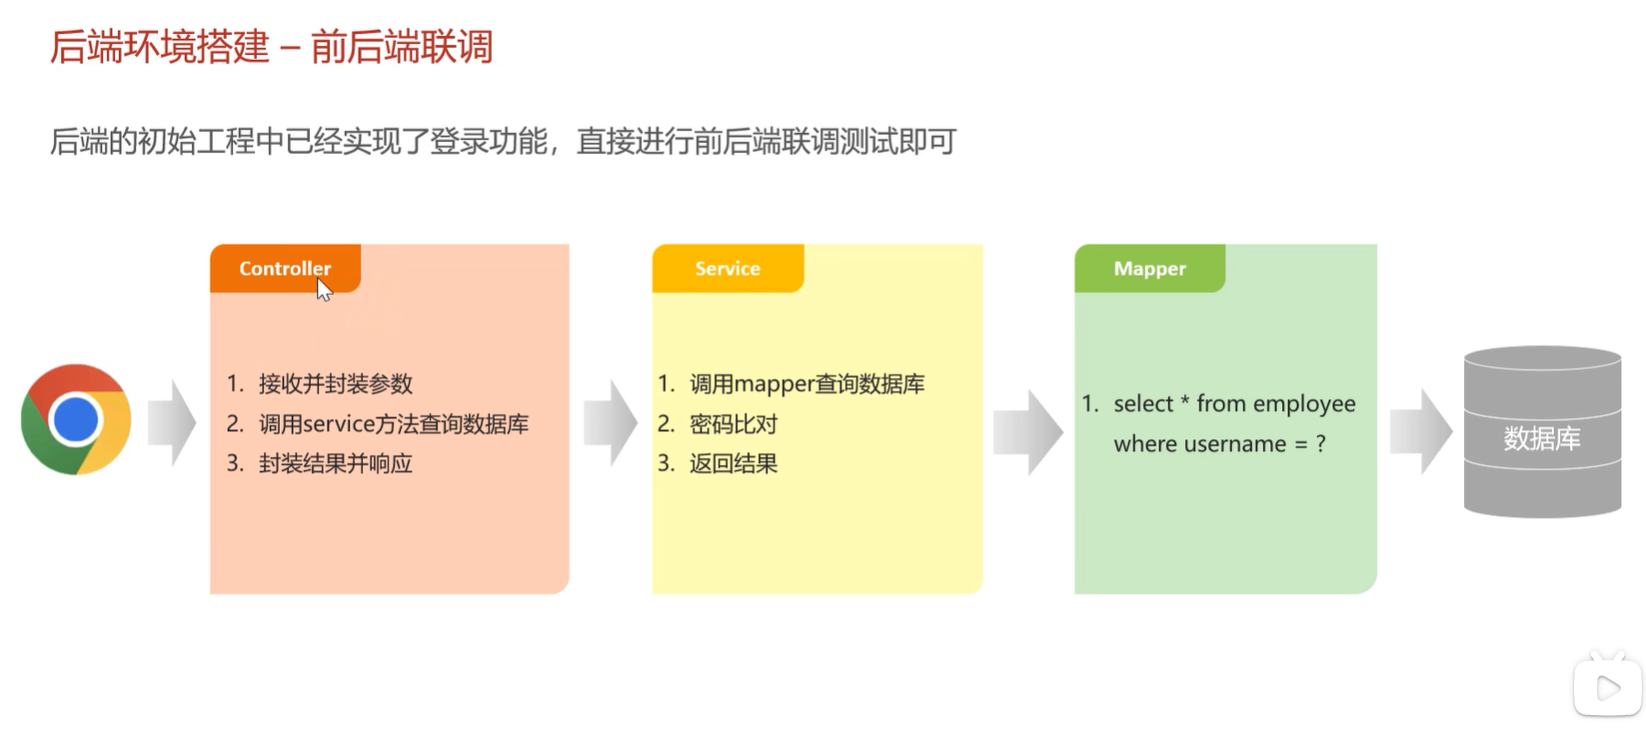 后端环境搭建 – 前后端联调
后端的初始工程中已经实现了登录功能，直接进行前后端联调测试即可
Controller
1. 接收并封装参数
2. 调用service方法查询数据库
3. 封装结果并响应
Service
1. 调用mapper查询数据库
2. 密码比对
3. 返回结果
Mapper
1. select * from employee
where username = ?
数据库